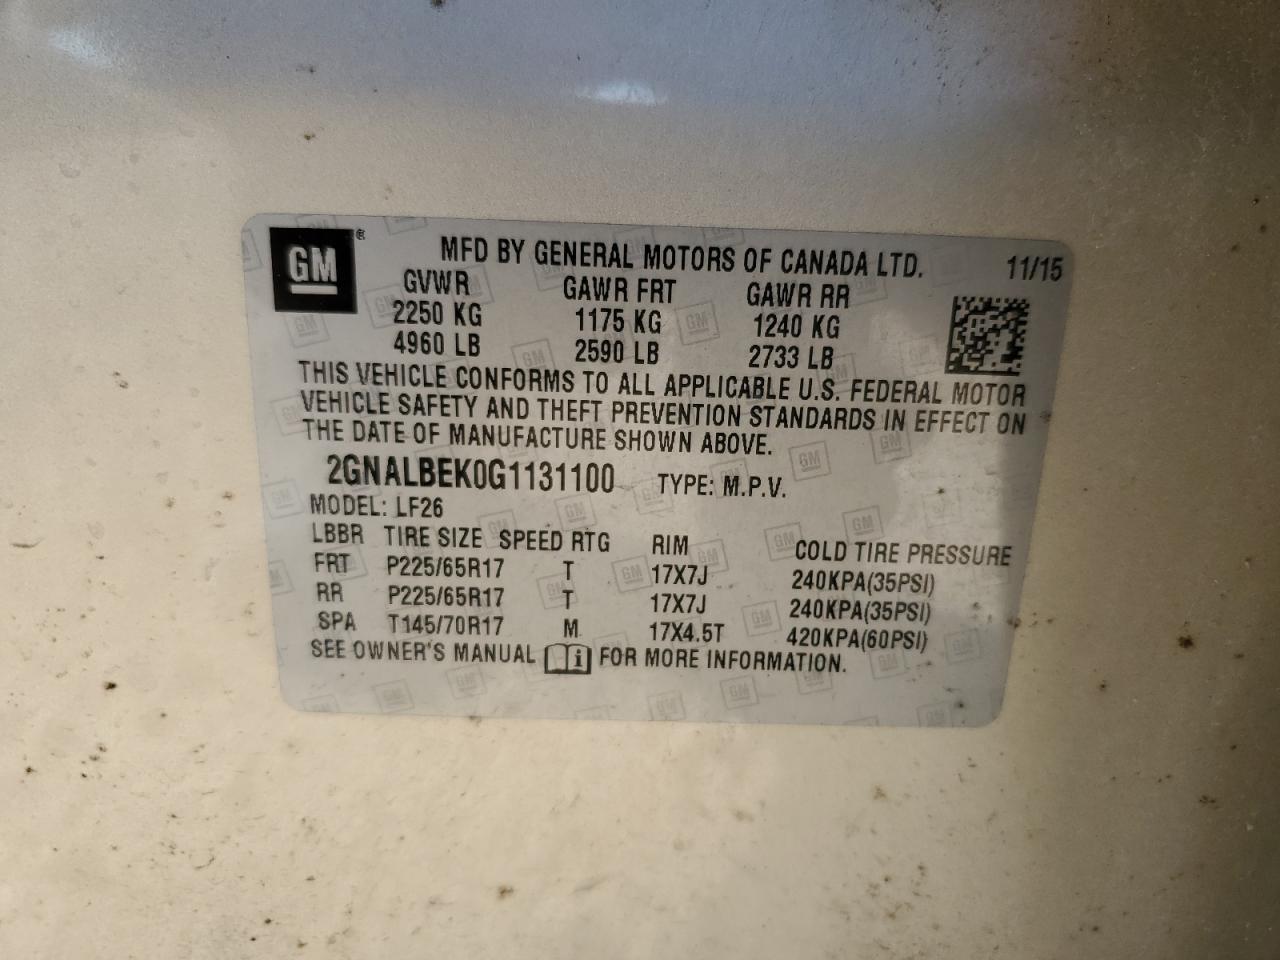 GM ®
MFD BY GENERAL MOTORS OF CANADA LTD. 11/15
GVWR GAWR FRT GAWR RR
2250 KG 1175 KG 1240 KG
4960 LB 2590 LB 2733 LB
THIS VEHICLE CONFORMS TO ALL APPLICABLE U.S. FEDERAL MOTOR
VEHICLE SAFETY AND THEFT PREVENTION STANDARDS IN EFFECT ON
THE DATE OF MANUFACTURE SHOWN ABOVE.
2GNALBEK0G1131100 TYPE: M.P.V.
MODEL: LF26
LBBR TIRE SIZE SPEED RTG RIM COLD TIRE PRESSURE
FRT P225/65R17 T 17X7J 240KPA(35PSI)
RR P225/65R17 T 17X7J 240KPA(35PSI)
SPA T145/70R17 M 17X4.5T 420KPA(60PSI)
SEE OWNER'S MANUAL i FOR MORE INFORMATION.